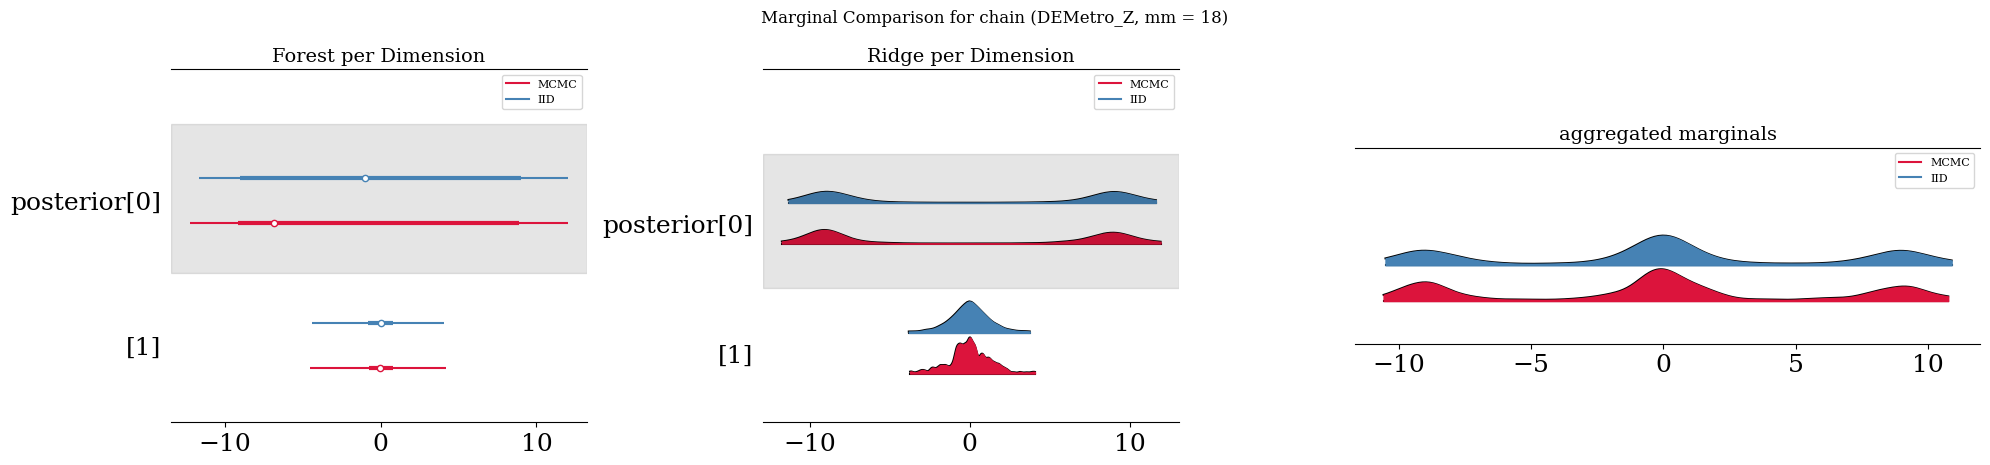 Marginal Comparison for chain (DEMetro_Z, mm = 18)
Forest per Dimension
MCMC
IID
posterior[0]
[1]
−10 0 10
Ridge per Dimension
MCMC
IID
posterior[0]
[1]
−10 0 10
aggregated marginals
MCMC
IID
−10 −5 0 5 10